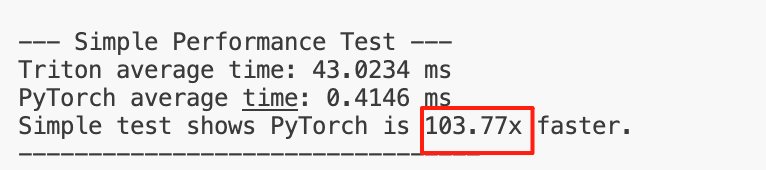 --- Simple Performance Test ---
Triton average time: 43.0234 ms
PyTorch average time: 0.4146 ms
Simple test shows PyTorch is 103.77x faster.
---------------------------------